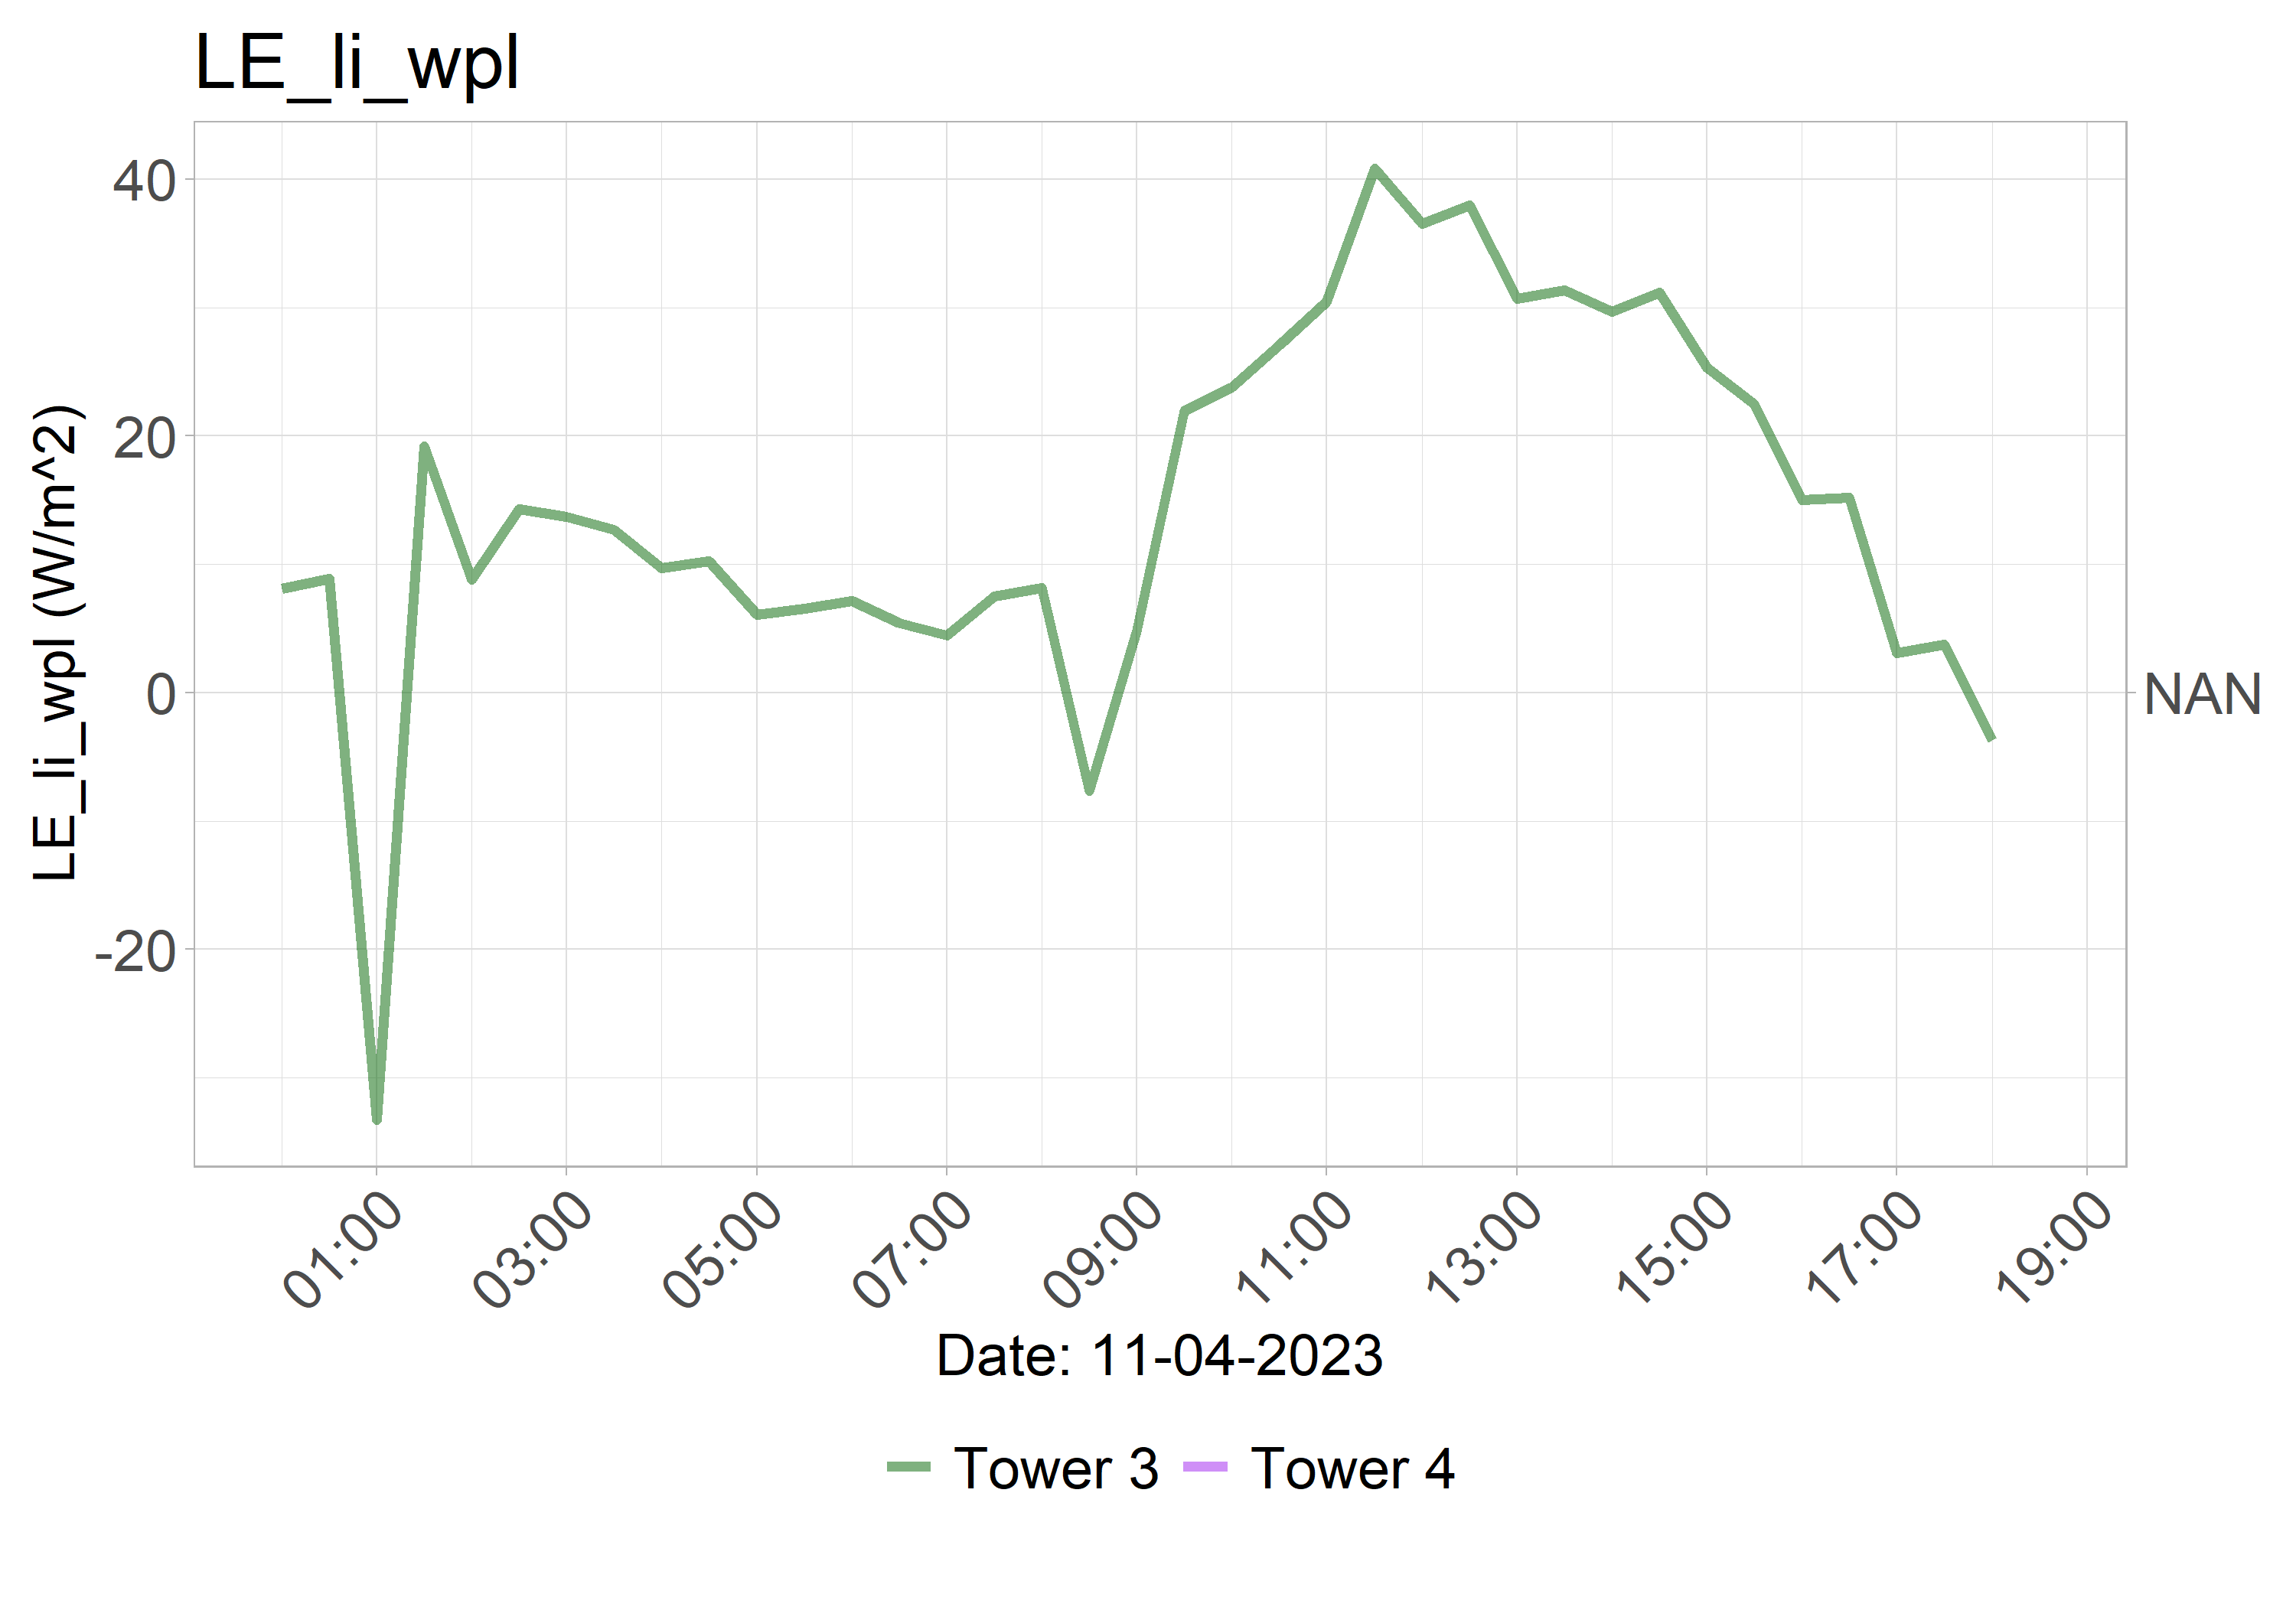 LE_li_wpl
LE_li_wpl (W/m^2)
40
20
0
-20
NAN
01:00 03:00 05:00 07:00 09:00 11:00 13:00 15:00 17:00 19:00
Date: 11-04-2023
Tower 3 Tower 4